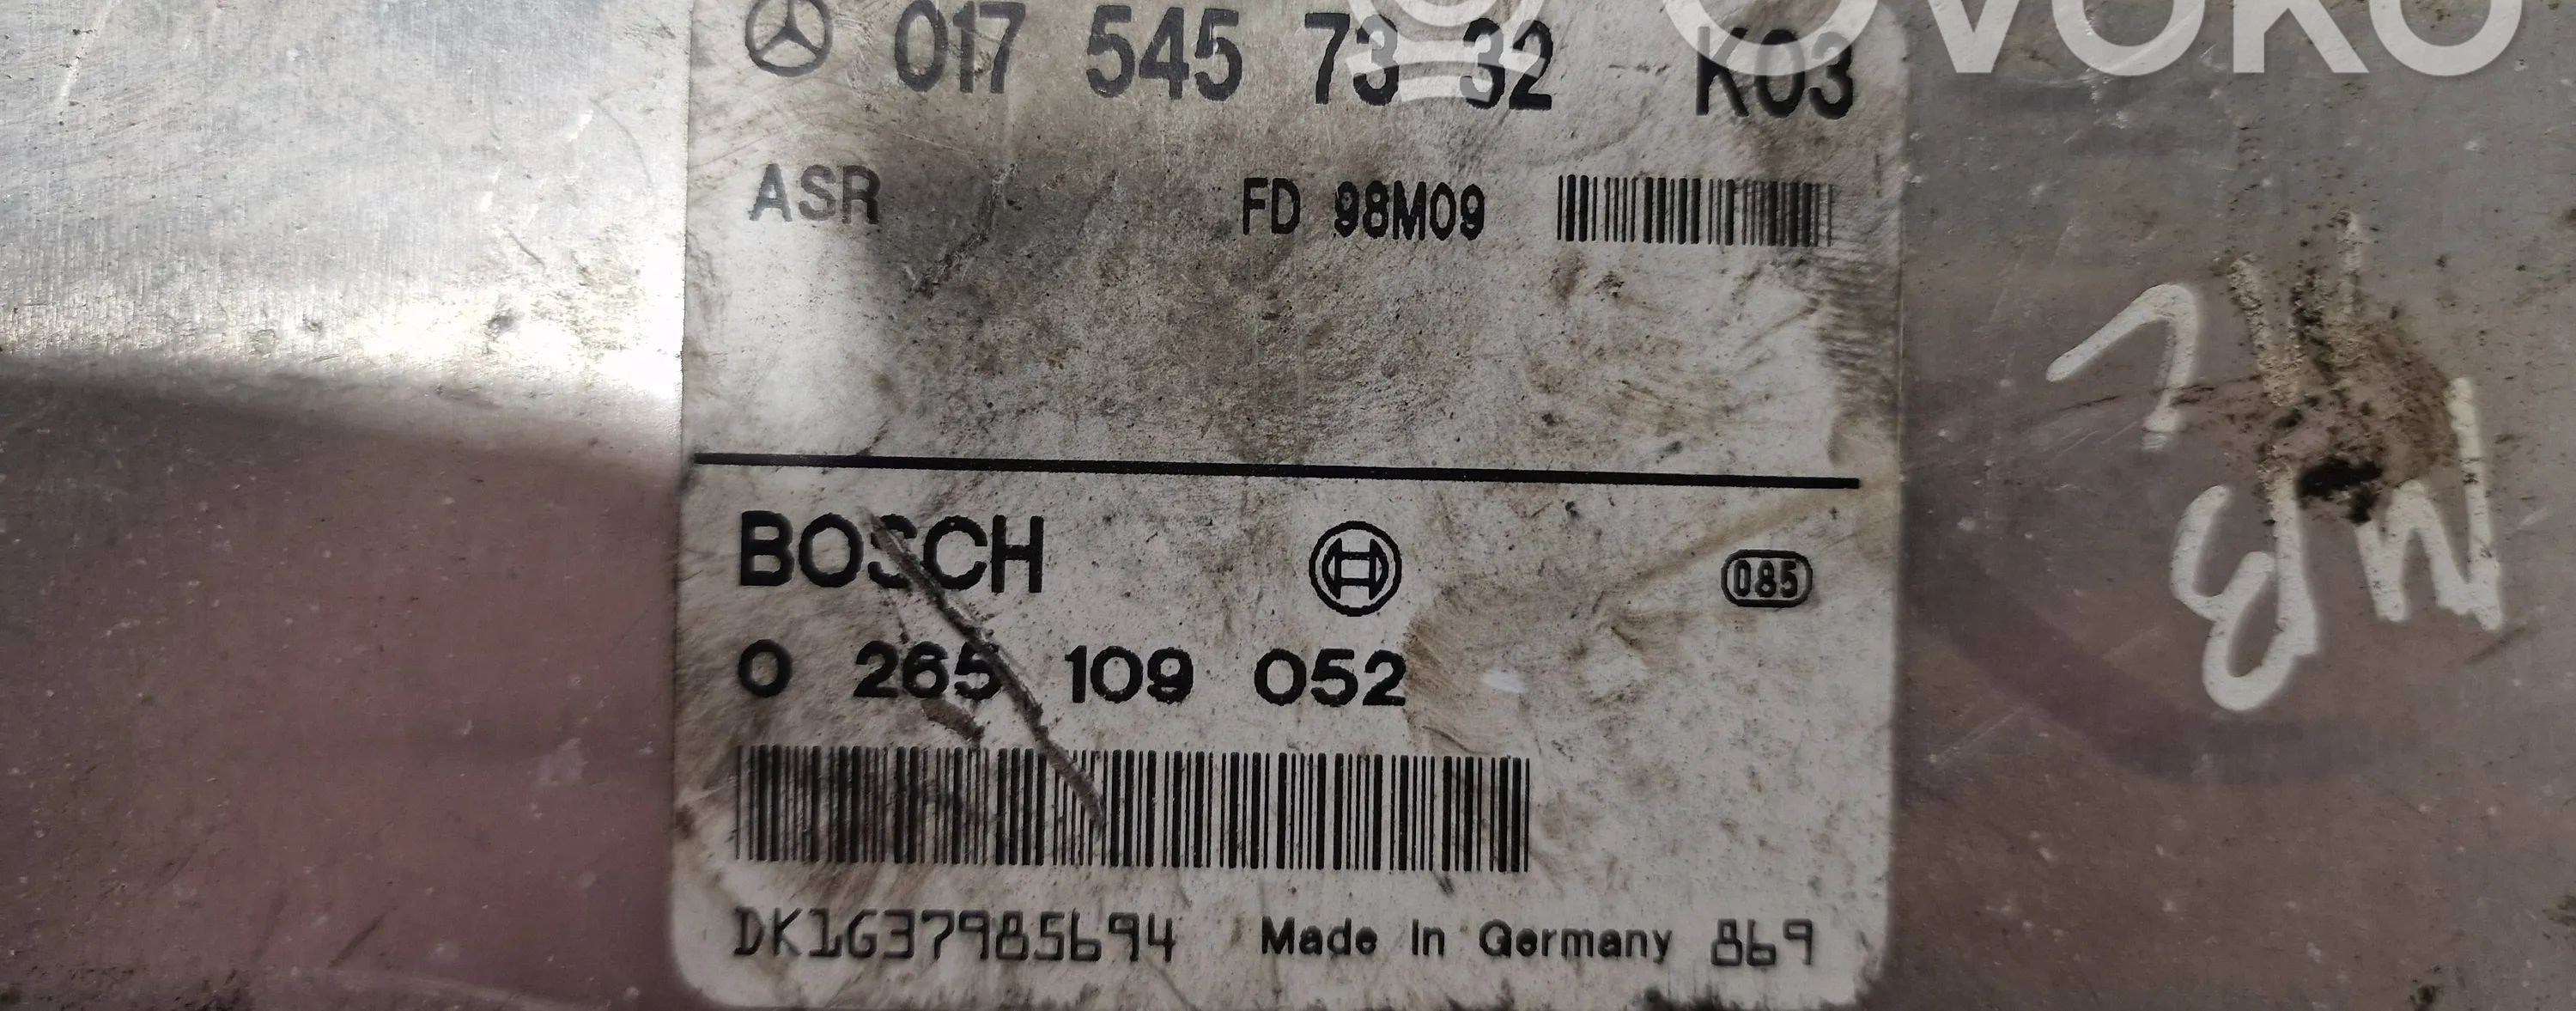 OVOKO
017 545 73 32 K03
ASR FD 98M09
BOSCH 085
0 265 109 052
DK1G37985694 Made In Germany 869